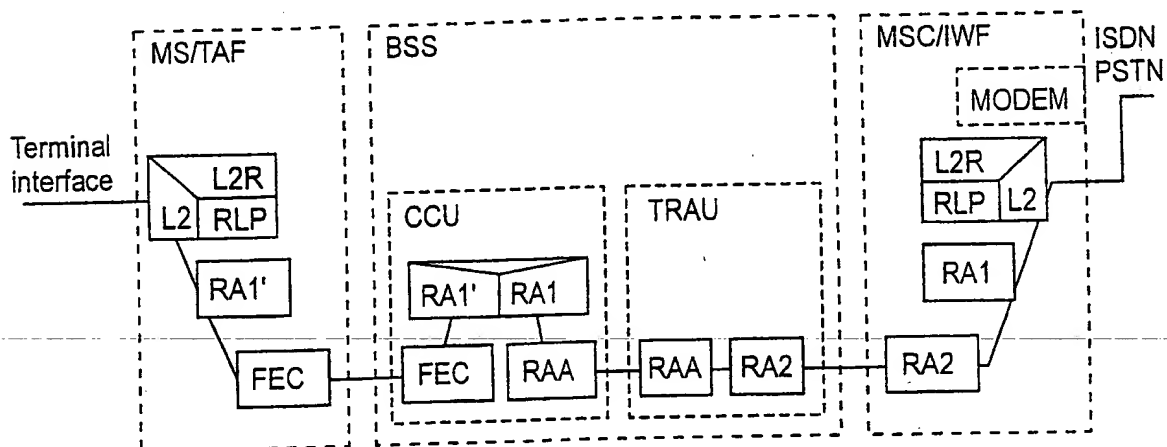 MS/TAF
BSS
MSC/IWF
ISDN
PSTN
MODEM
Terminal
interface
L2R
L2 RLP
L2R
RLP L2
CCU
TRAU
RA1'
RA1' RA1
RA1
FEC
FEC
RAA
RAA
RA2
RA2